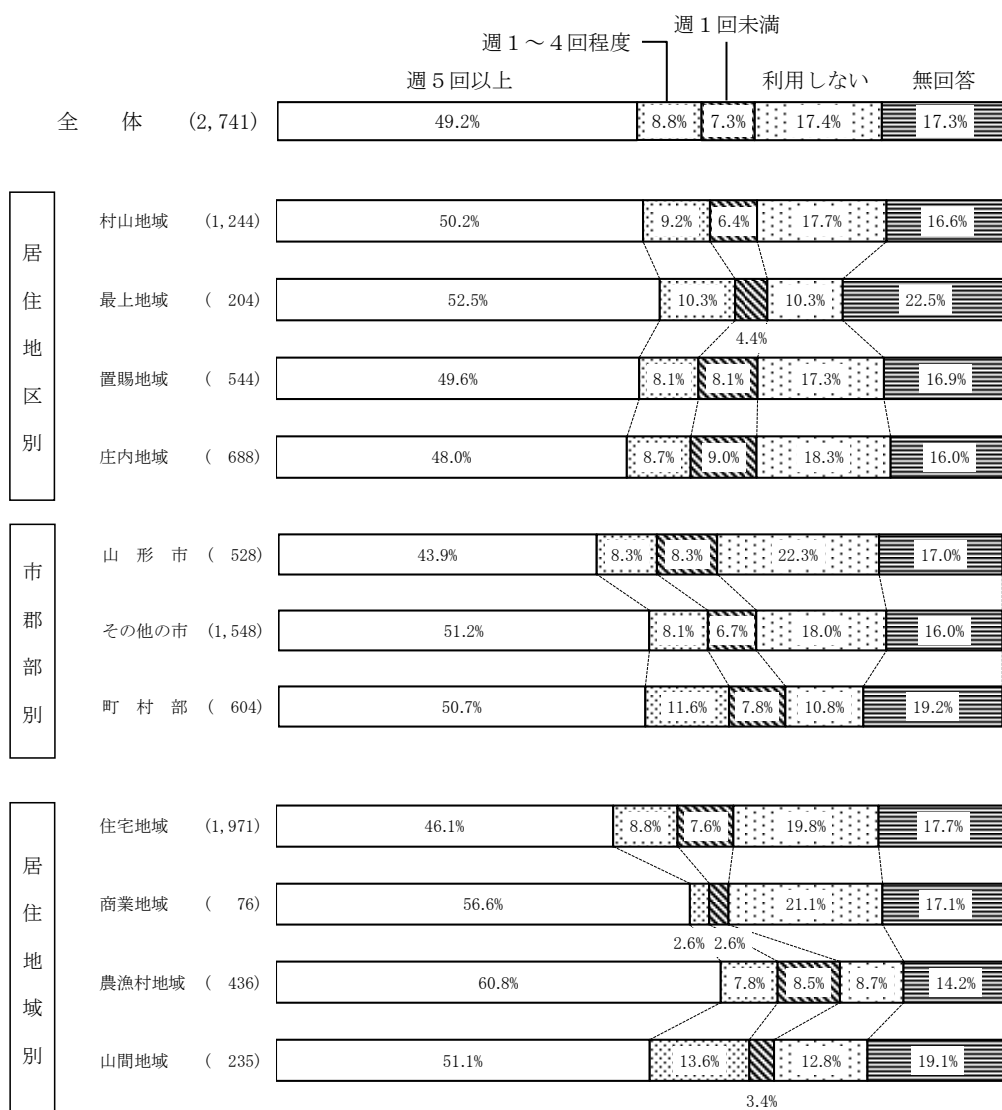 週1～4回程度
週1回未満
週5回以上 利用しない 無回答
全　体 (2,741) 49.2% 8.8% 7.3% 17.4% 17.3%
居住地区別
村山地域 (1,244) 50.2% 9.2% 6.4% 17.7% 16.6%
最上地域 ( 204) 52.5% 10.3% 10.3% 22.5%
4.4%
置賜地域 ( 544) 49.6% 8.1% 8.1% 17.3% 16.9%
庄内地域 ( 688) 48.0% 8.7% 9.0% 18.3% 16.0%
市郡部別
山 形 市 ( 528) 43.9% 8.3% 8.3% 22.3% 17.0%
その他の市 (1,548) 51.2% 8.1% 6.7% 18.0% 16.0%
町 村 部 ( 604) 50.7% 11.6% 7.8% 10.8% 19.2%
居住地域別
住宅地域 (1,971) 46.1% 8.8% 7.6% 19.8% 17.7%
商業地域 ( 76) 56.6% 21.1% 17.1%
2.6% 2.6%
農漁村地域 ( 436) 60.8% 7.8% 8.5% 8.7% 14.2%
山間地域 ( 235) 51.1% 13.6% 12.8% 19.1%
3.4%